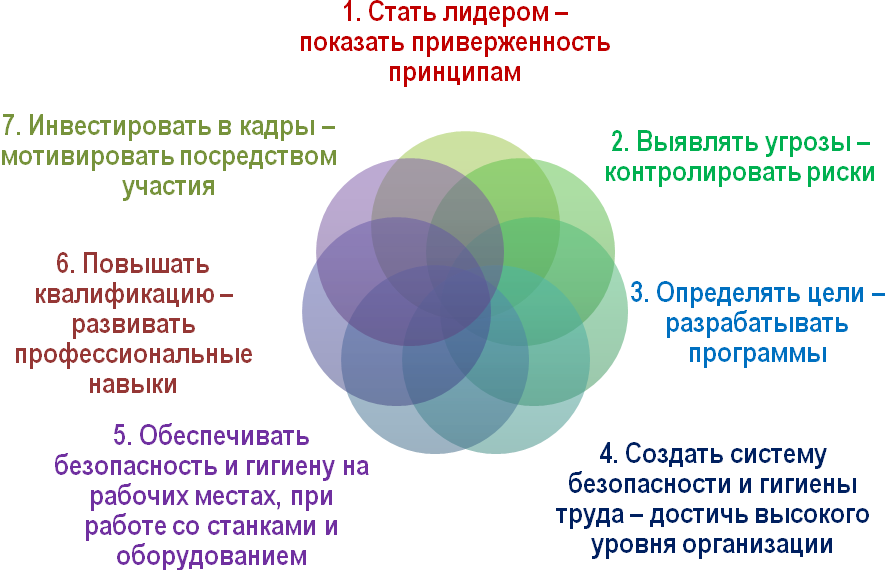 1. Стать лидером –
показать приверженность
принципам
2. Выявлять угрозы –
контролировать риски
3. Определять цели –
разрабатывать
программы
4. Создать систему
безопасности и гигиены
труда – достичь высокого
уровня организации
5. Обеспечивать
безопасность и гигиену на
рабочих местах, при
работе со станками и
оборудованием
6. Повышать
квалификацию –
развивать
профессиональные
навыки
7. Инвестировать в кадры –
мотивировать посредством
участия